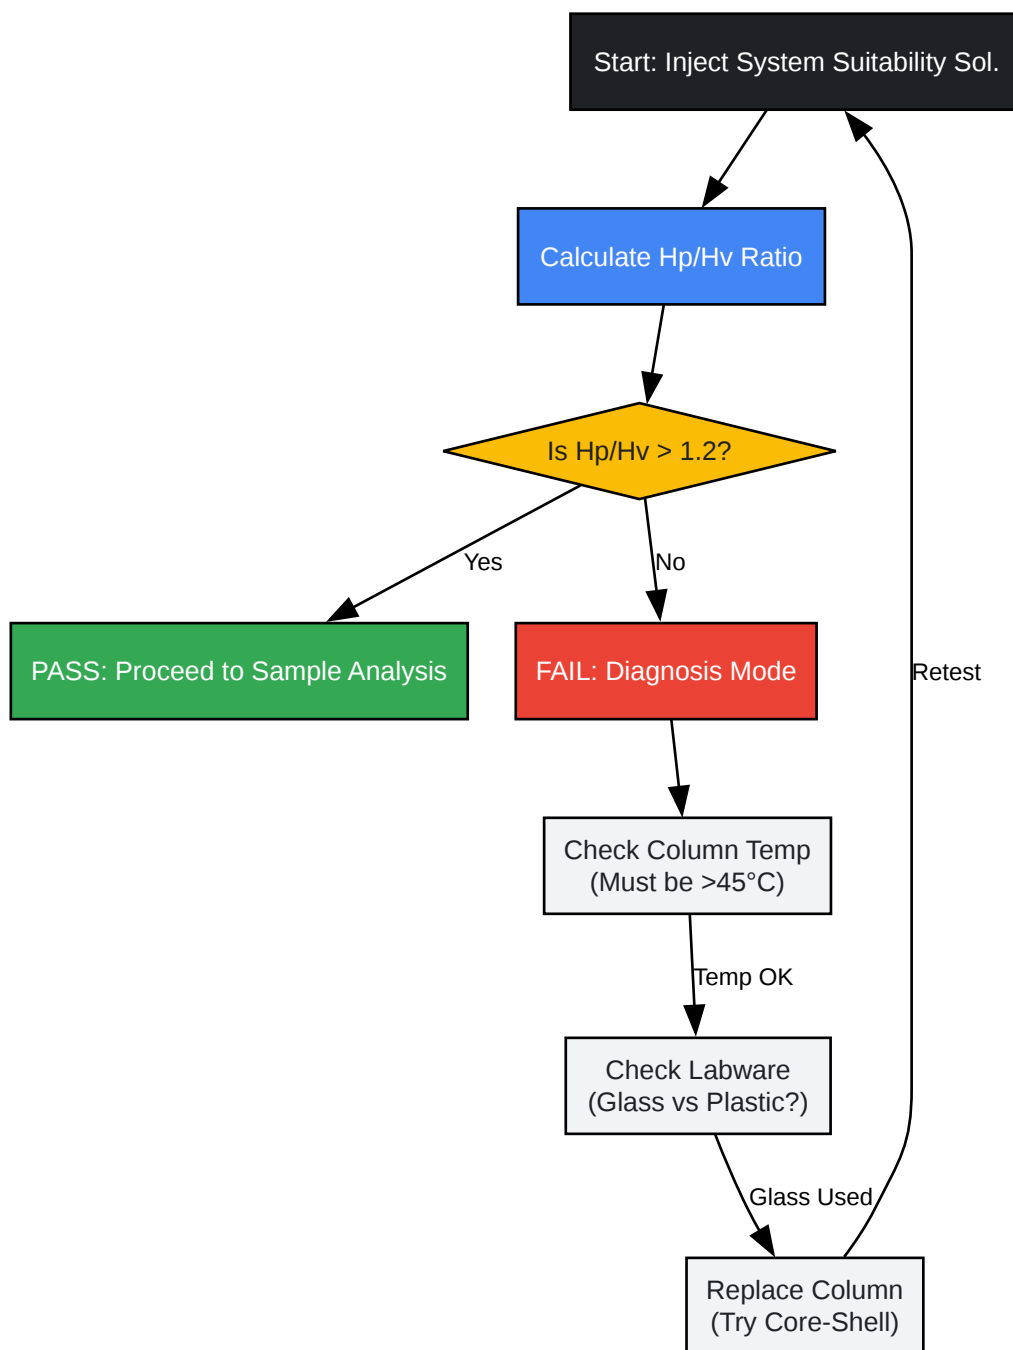 Start: Inject System Suitability Sol.
Calculate Hp/Hv Ratio
Is Hp/Hv > 1.2?
Yes
No
PASS: Proceed to Sample Analysis
FAIL: Diagnosis Mode
Retest
Check Column Temp
(Must be >45°C)
Temp OK
Check Labware
(Glass vs Plastic?)
Glass Used
Replace Column
(Try Core-Shell)